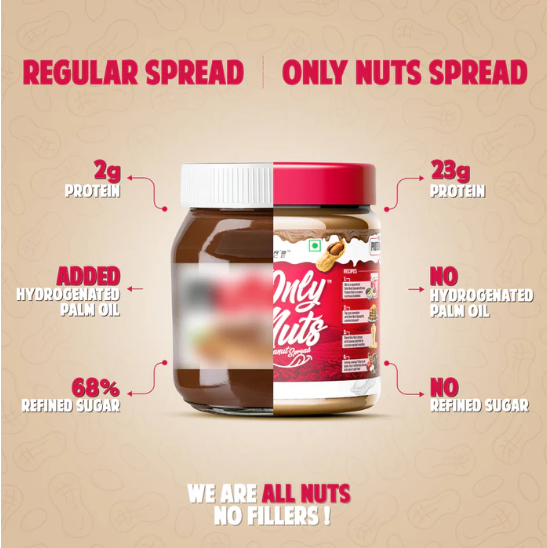 REGULAR SPREAD
ONLY NUTS SPREAD
2g
PROTEIN
23g
PROTEIN
ADDED
HYDROGENATED
PALM OIL
NO
HYDROGENATED
PALM OIL
68%
REFINED SUGAR
NO
REFINED SUGAR
RECIPES
Only
Nuts
WE ARE ALL NUTS
NO FILLERS !